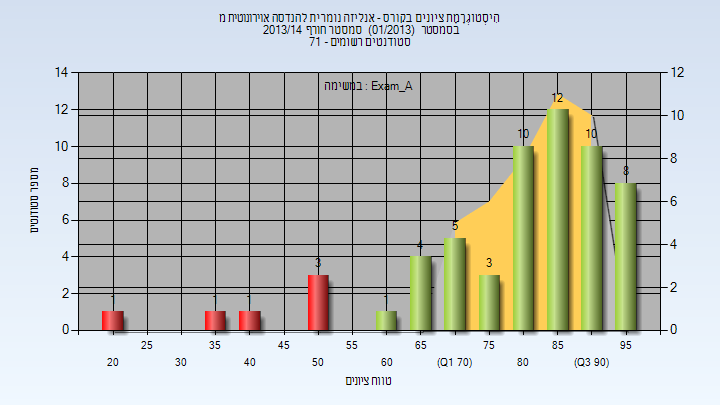 היסטוגרמת ציונים בקורס - אנליזה נומרית להנדסה אוירונוטית מ
בסמסטר (01/2013) סמסטר חורף 2013/14
סטודנטים רשומים - 71
במשימה : Exam_A
מספר סטודנטים
14 12 10 8 6 4 2 0
12 10 8 6 4 2 0
1 1 1 3 1 4 5 3 10 12 10 8
25 35 45 55 65 75 85 95
20 30 40 50 60 (Q1 70) 80 (Q3 90)
טווח ציונים